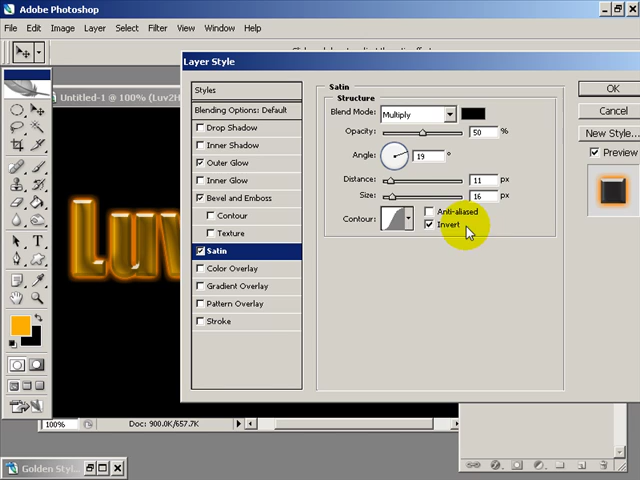 Adobe Photoshop
File Edit Image Layer Select Filter View Window Help
Layer Style
Untitled-1 @ 100% (Luv2H
Luv
Styles
Blending Options: Default
Drop Shadow
Inner Shadow
Outer Glow
Inner Glow
Bevel and Emboss
Contour
Texture
Satin
Color Overlay
Gradient Overlay
Pattern Overlay
Stroke
Satin
Structure
Blend Mode: Multiply
Opacity: 50 %
Angle: 19 °
Distance: 11 px
Size: 16 px
Contour: Anti-aliased
Invert
OK
Cancel
New Style...
Preview
100% Doc: 900.0K/657.7K
Golden Styl...